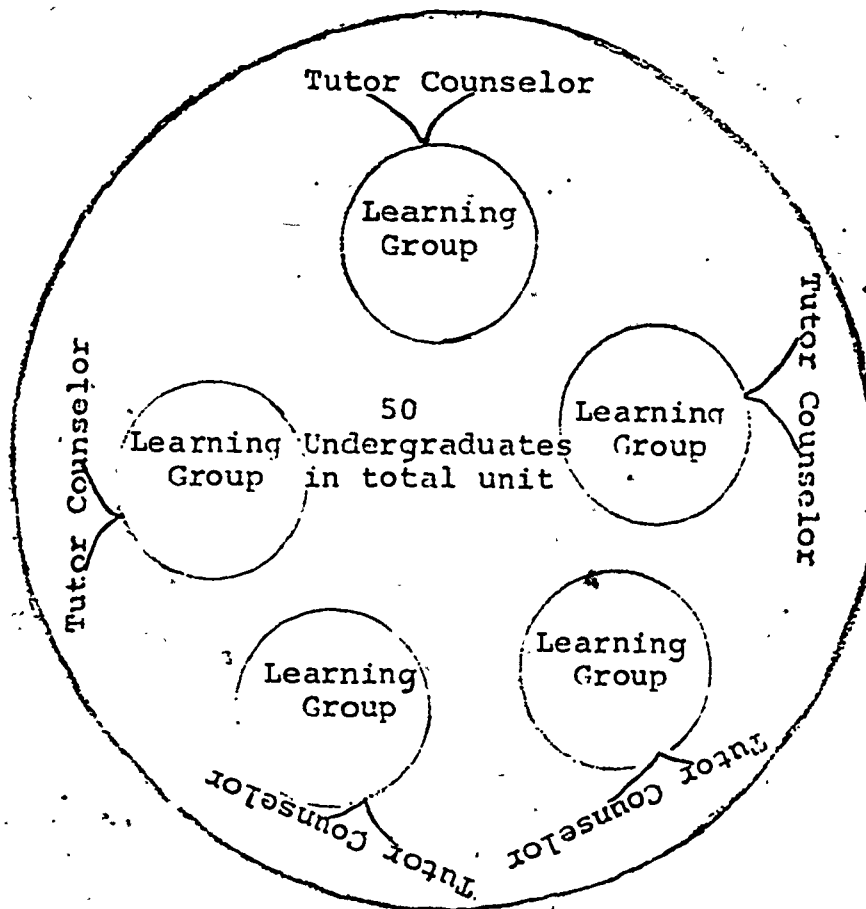 Tutor Counselor
Learning
Group
Tutor Counselor
Learning
Group
50
Undergraduates
in total unit
Learning
Group
Tutor Counselor
Learning
Group
Tutor Counselor
Learning
Group
Tutor Counselor